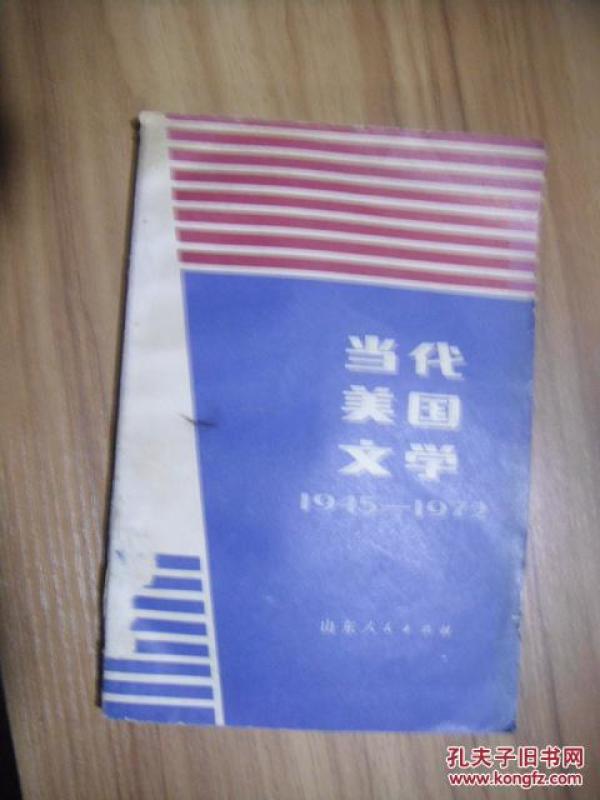 当代
美国
文学
1945—1972
山东人民出版社
孔夫子旧书网
www.kongfz.com